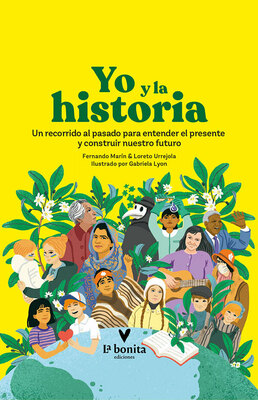 Yo y la
historia
Un recorrido al pasado para entender el presente
y construir nuestro futuro
Fernando Marín & Loreto Urrejola
Ilustrado por Gabriela Lyon
la bonita
ediciones